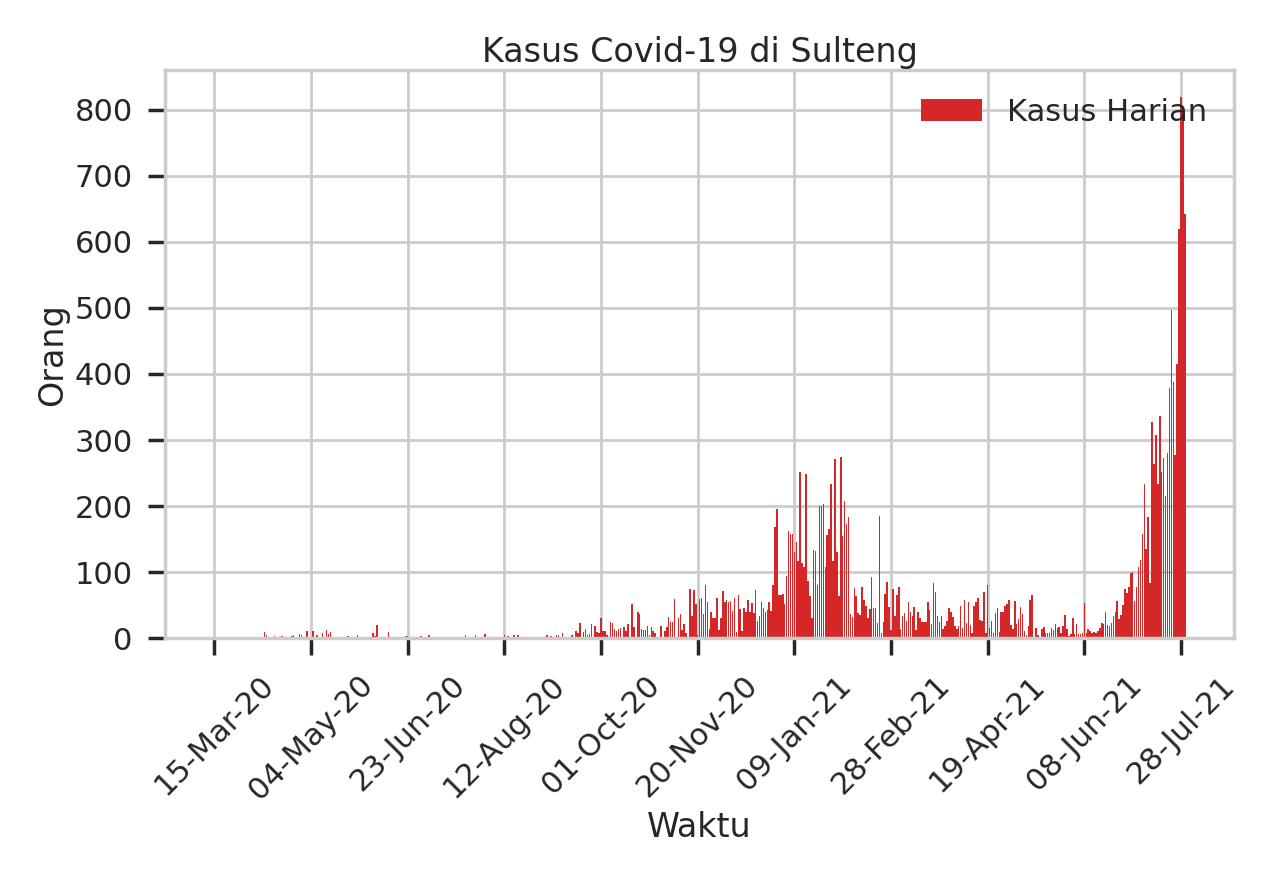 Kasus Covid-19 di Sulteng
Kasus Harian
800
700
600
500
400
300
200
100
0
Orang
15-Mar-20
04-May-20
23-Jun-20
12-Aug-20
01-Oct-20
20-Nov-20
09-Jan-21
28-Feb-21
19-Apr-21
08-Jun-21
28-Jul-21
Waktu